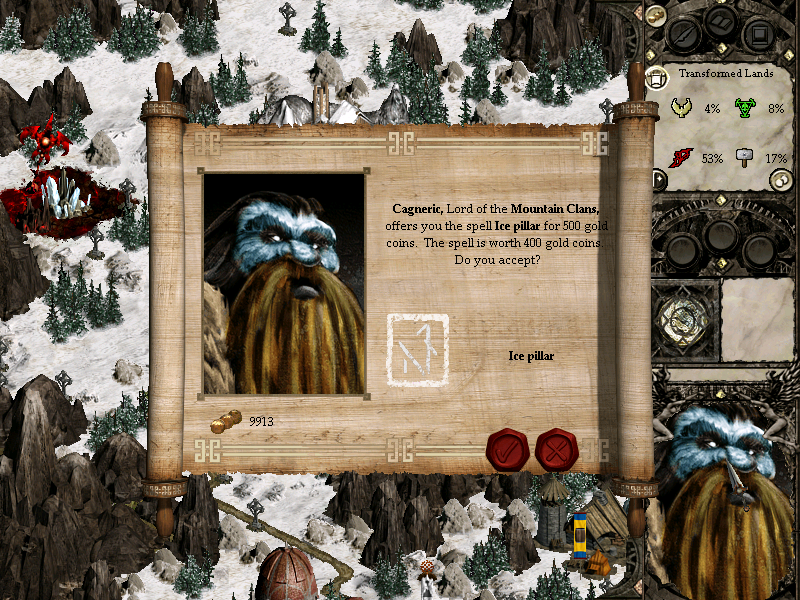 Transformed Lands
4% 8%
53% 17%
Cagneric, Lord of the Mountain Clans,
offers you the spell Ice pillar for 500 gold
coins. The spell is worth 400 gold coins.
Do you accept?
Ice pillar
9913